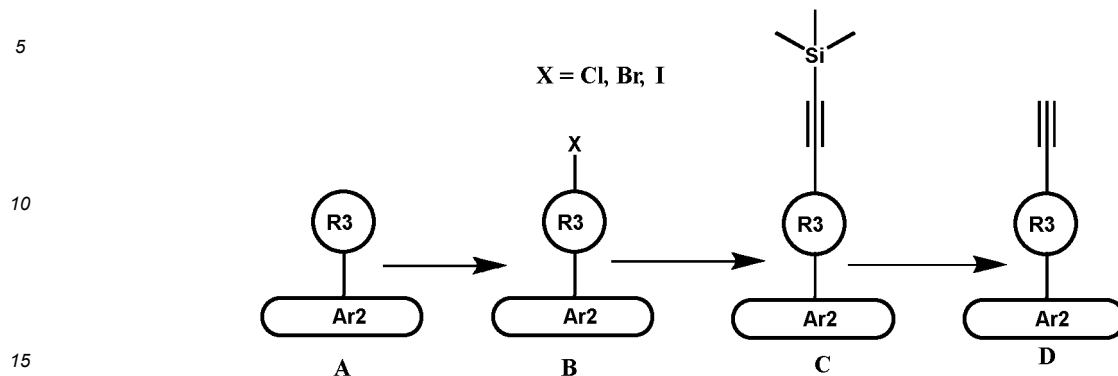 5
Si
X = Cl, Br, I
X
10
R3 R3 R3 R3
Ar2 Ar2 Ar2 Ar2
A B C D
15